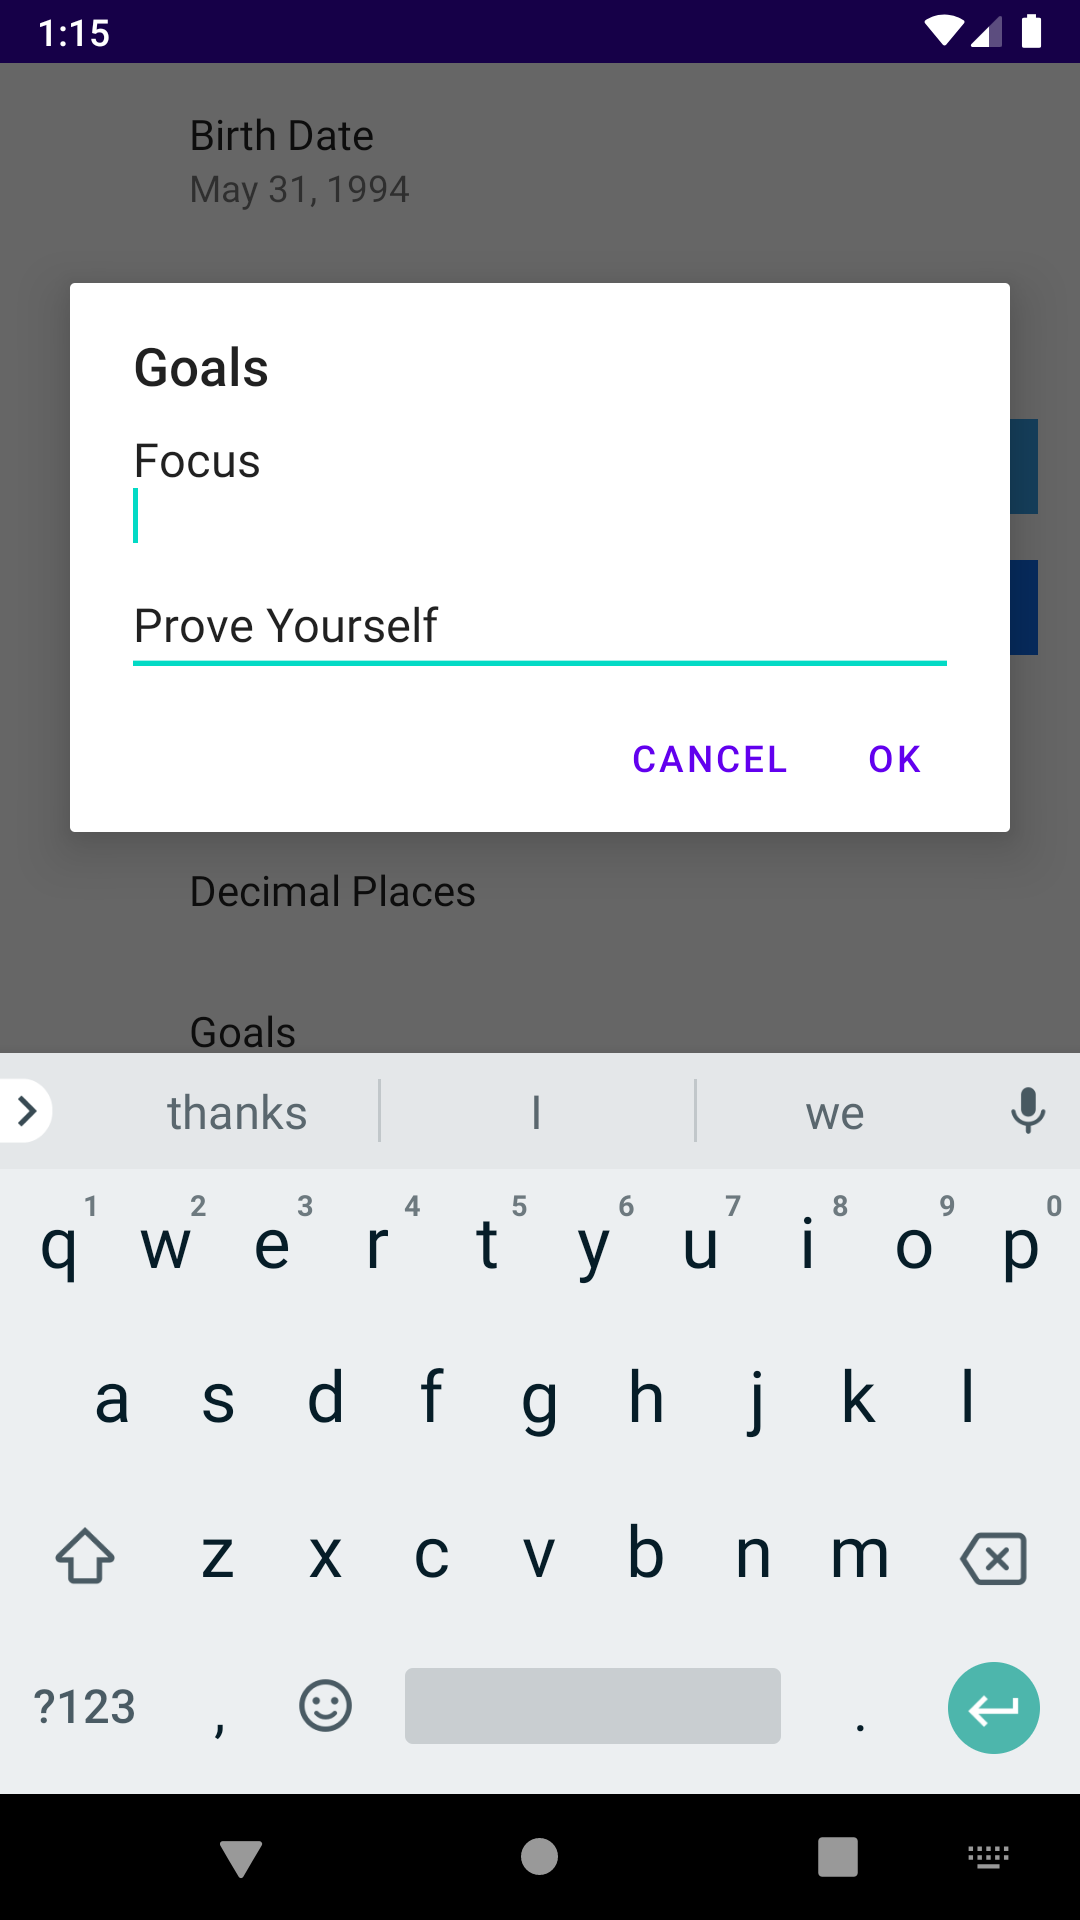 1:15
Birth Date
May 31, 1994
Goals
Focus
Prove Yourself
CANCEL OK
Decimal Places
Goals
thanks I we
1 2 3 4 5 6 7 8 9 0
q w e r t y u i o p
a s d f g h j k l
z x c v b n m
?123 , .